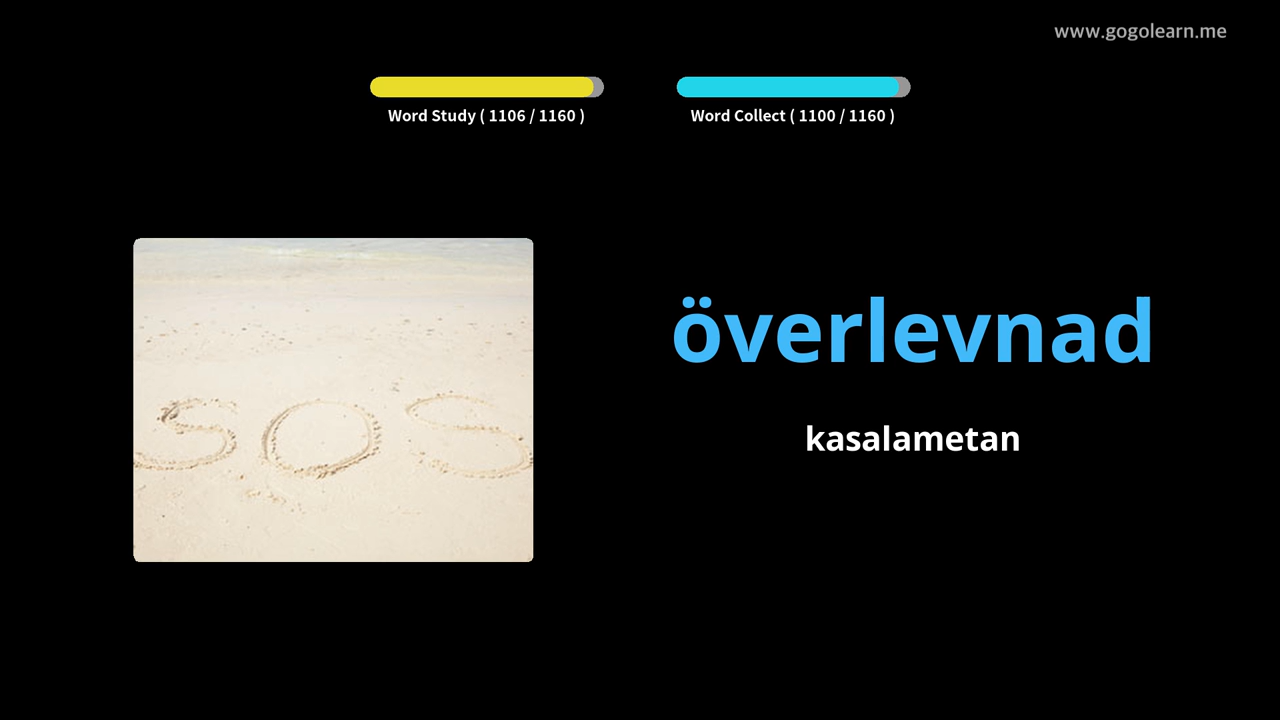 www.gogolearn.me
Word Study ( 1106 / 1160 )
Word Collect ( 1100 / 1160 )
SOS
överlevnad
kasalametan